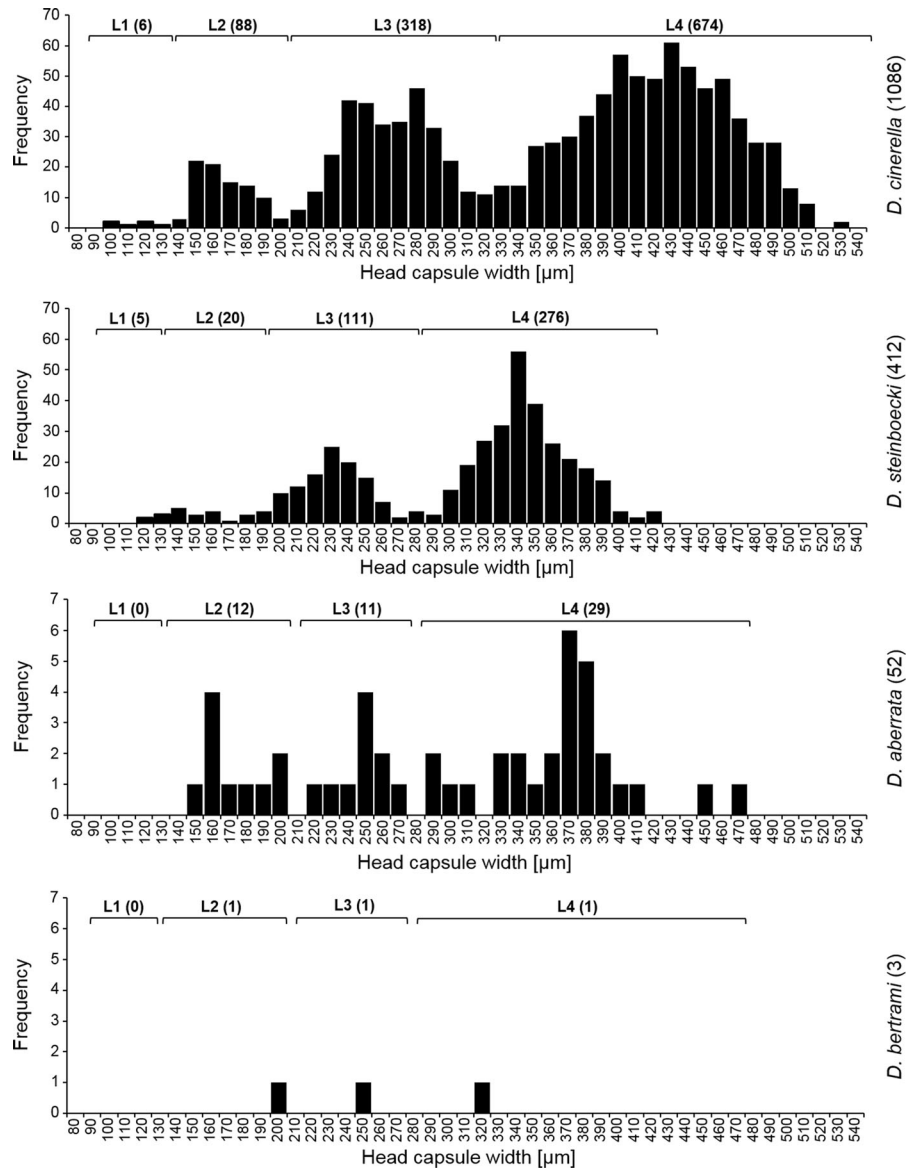 L1 (6) L2 (88) L3 (318) L4 (674)
70
60
50
40
30
20
10
0
Frequency
80 90 100 110 120 130 140 150 160 170 180 190 200 210 220 230 240 250 260 270 280 290 300 310 320 330 340 350 360 370 380 390 400 410 420 430 440 450 460 470 480 490 500 510 520 530 540
Head capsule width [µm]
D. cinerella (1086)
L1 (5) L2 (20) L3 (111) L4 (276)
70
60
50
40
30
20
10
0
Frequency
80 90 100 110 120 130 140 150 160 170 180 190 200 210 220 230 240 250 260 270 280 290 300 310 320 330 340 350 360 370 380 390 400 410 420 430 440 450 460 470 480 490 500 510 520 530 540
Head capsule width [µm]
D. steinboecki (412)
L1 (0) L2 (12) L3 (11) L4 (29)
7
6
5
4
3
2
1
0
Frequency
80 90 100 110 120 130 140 150 160 170 180 190 200 210 220 230 240 250 260 270 280 290 300 310 320 330 340 350 360 370 380 390 400 410 420 430 440 450 460 470 480 490 500 510 520 530 540
Head capsule width [µm]
D. aberrata (52)
L1 (0) L2 (1) L3 (1) L4 (1)
7
6
5
4
3
2
1
0
Frequency
80 90 100 110 120 130 140 150 160 170 180 190 200 210 220 230 240 250 260 270 280 290 300 310 320 330 340 350 360 370 380 390 400 410 420 430 440 450 460 470 480 490 500 510 520 530 540
Head capsule width [µm]
D. bertrami (3)